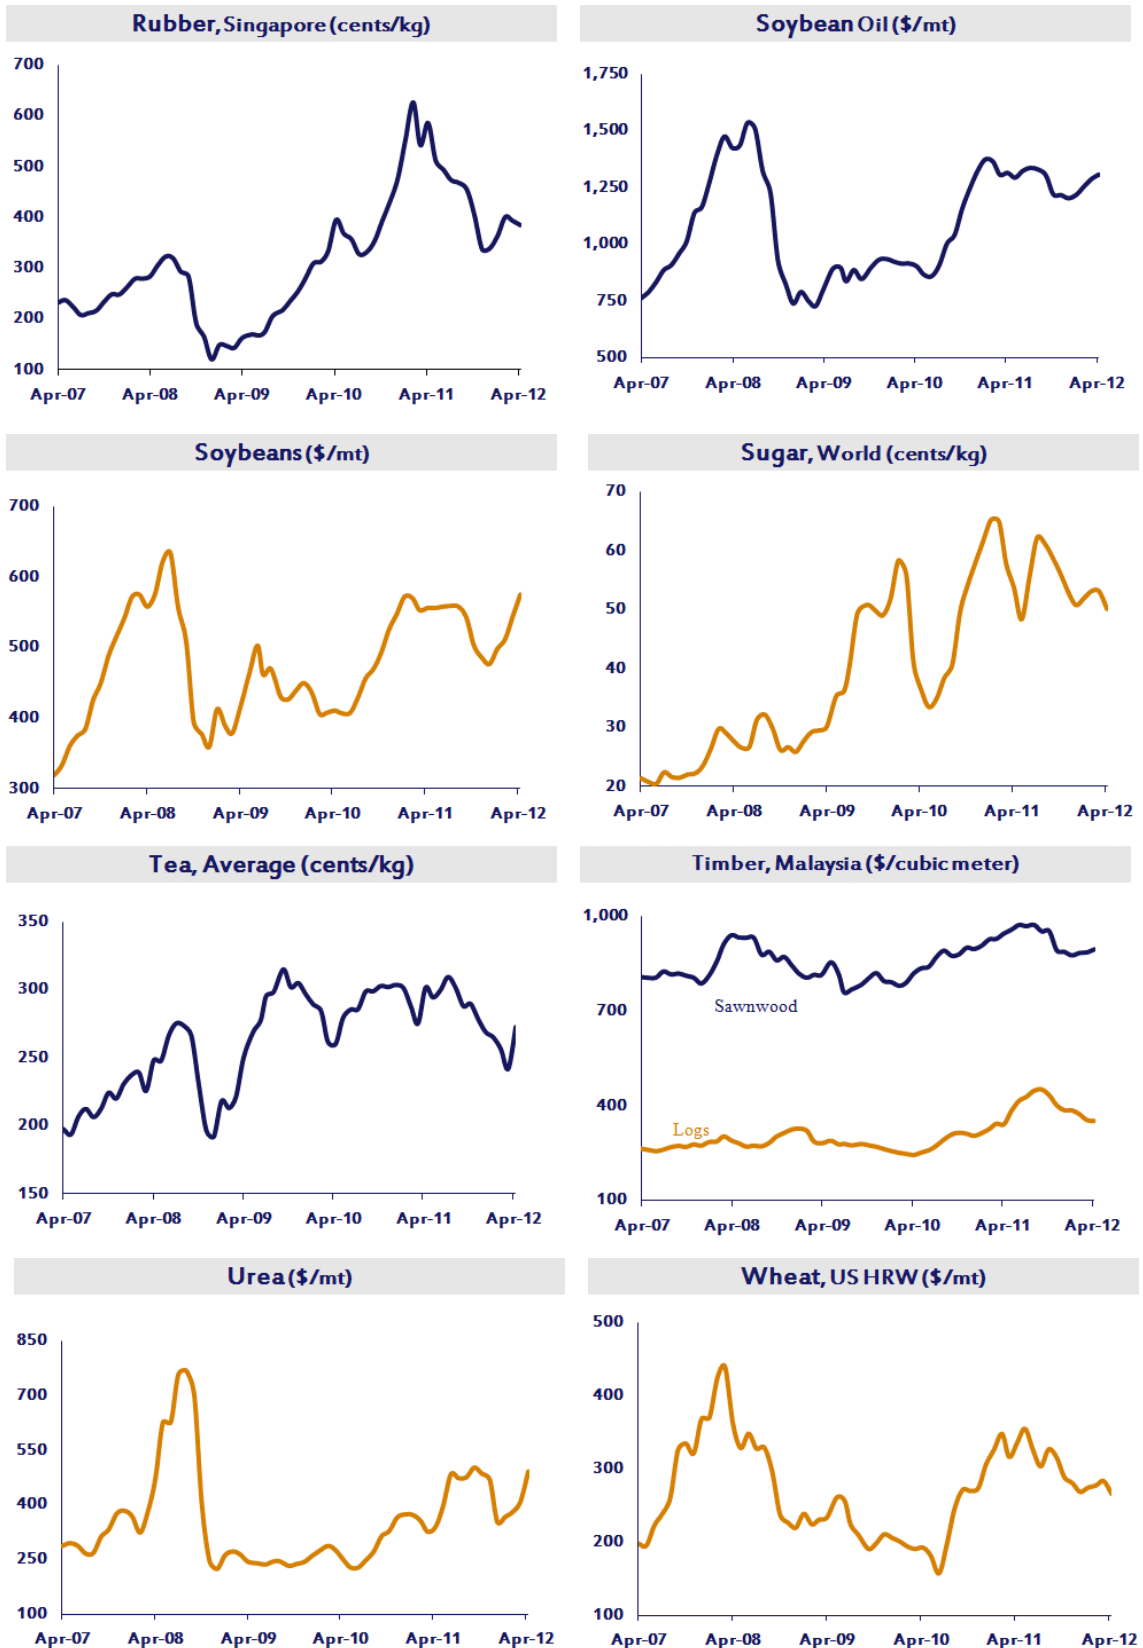 Rubber, Singapore (cents/kg)
700
600
500
400
300
200
100
Apr-07 Apr-08 Apr-09 Apr-10 Apr-11 Apr-12
Soybean Oil ($/mt)
1,750
1,500
1,250
1,000
750
500
Apr-07 Apr-08 Apr-09 Apr-10 Apr-11 Apr-12
Soybeans ($/mt)
700
600
500
400
300
Apr-07 Apr-08 Apr-09 Apr-10 Apr-11 Apr-12
Sugar, World (cents/kg)
70
60
50
40
30
20
Apr-07 Apr-08 Apr-09 Apr-10 Apr-11 Apr-12
Tea, Average (cents/kg)
350
300
250
200
150
Apr-07 Apr-08 Apr-09 Apr-10 Apr-11 Apr-12
Timber, Malaysia ($/cubic meter)
1,000
700
400
100
Sawnwood
Logs
Apr-07 Apr-08 Apr-09 Apr-10 Apr-11 Apr-12
Urea ($/mt)
850
700
550
400
250
100
Apr-07 Apr-08 Apr-09 Apr-10 Apr-11 Apr-12
Wheat, US HRW ($/mt)
500
400
300
200
100
Apr-07 Apr-08 Apr-09 Apr-10 Apr-11 Apr-12